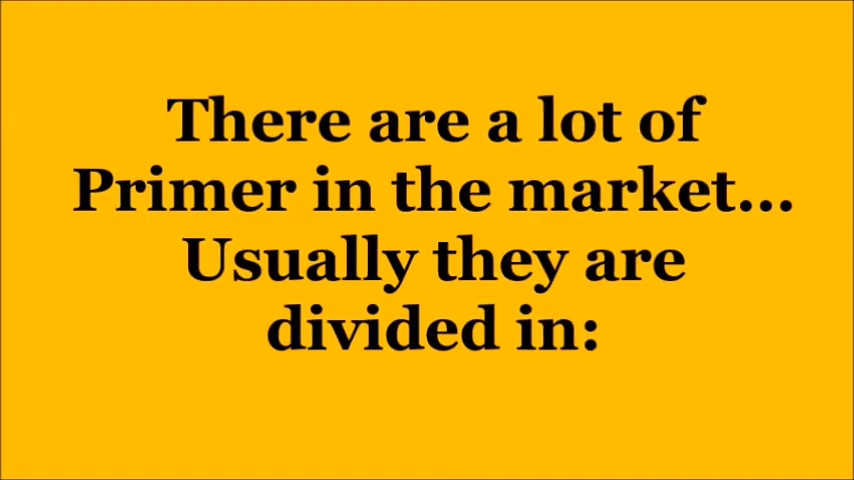 There are a lot of
Primer in the market...
Usually they are
divided in: